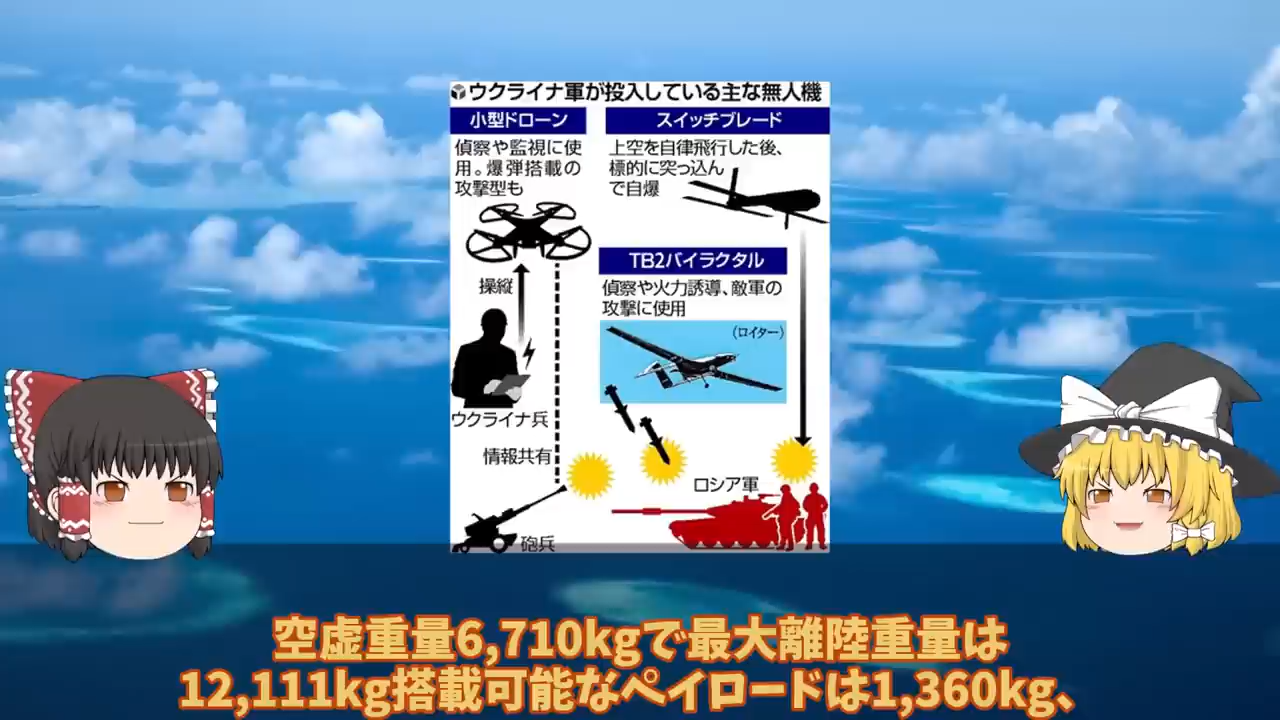 ウクライナ軍が投入している主な無人機
小型ドローン
偵察や監視に使
用。爆弾搭載の
攻撃型も
操縦
ウクライナ兵
情報共有
砲兵
スイッチブレード
上空を自律飛行した後、
標的に突っ込ん
で自爆
TB2バイラクタル
偵察や火力誘導、敵軍の
攻撃に使用
(ロイター)
ロシア軍
空虚重量6,710kgで最大離陸重量は
12,111kg搭載可能なペイロードは1,360kg、